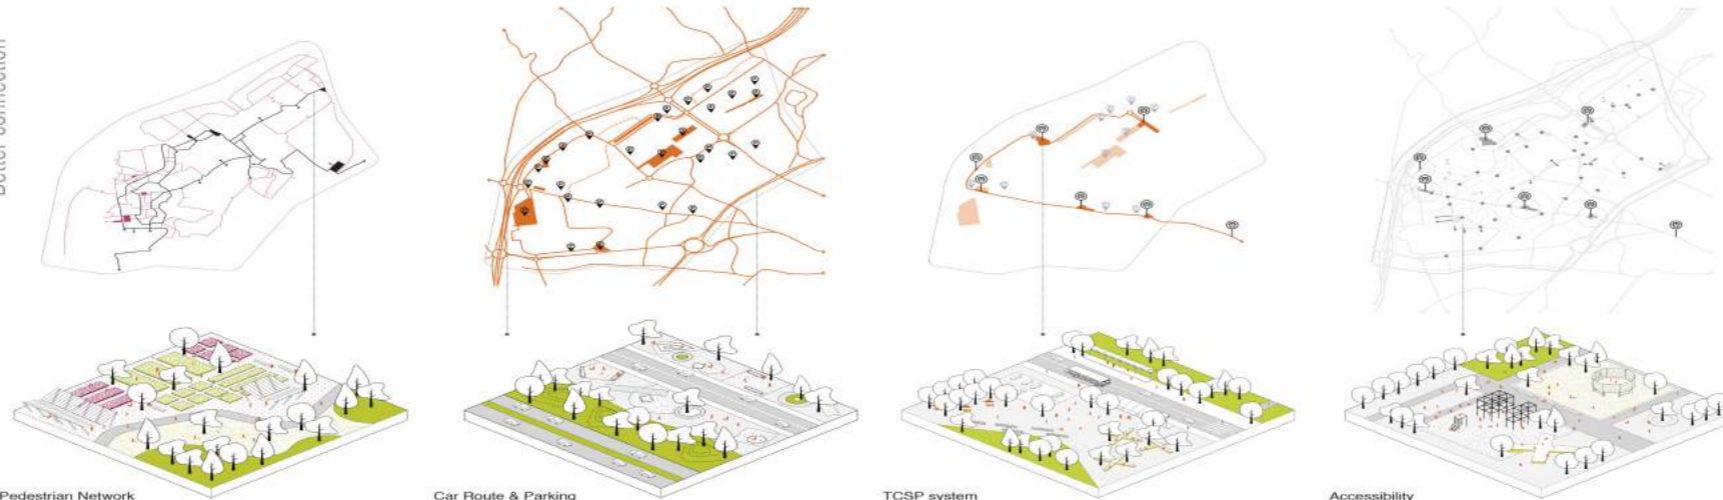 Better connection
Pedestrian Network
Car Route & Parking
TCSP system
Accessibility